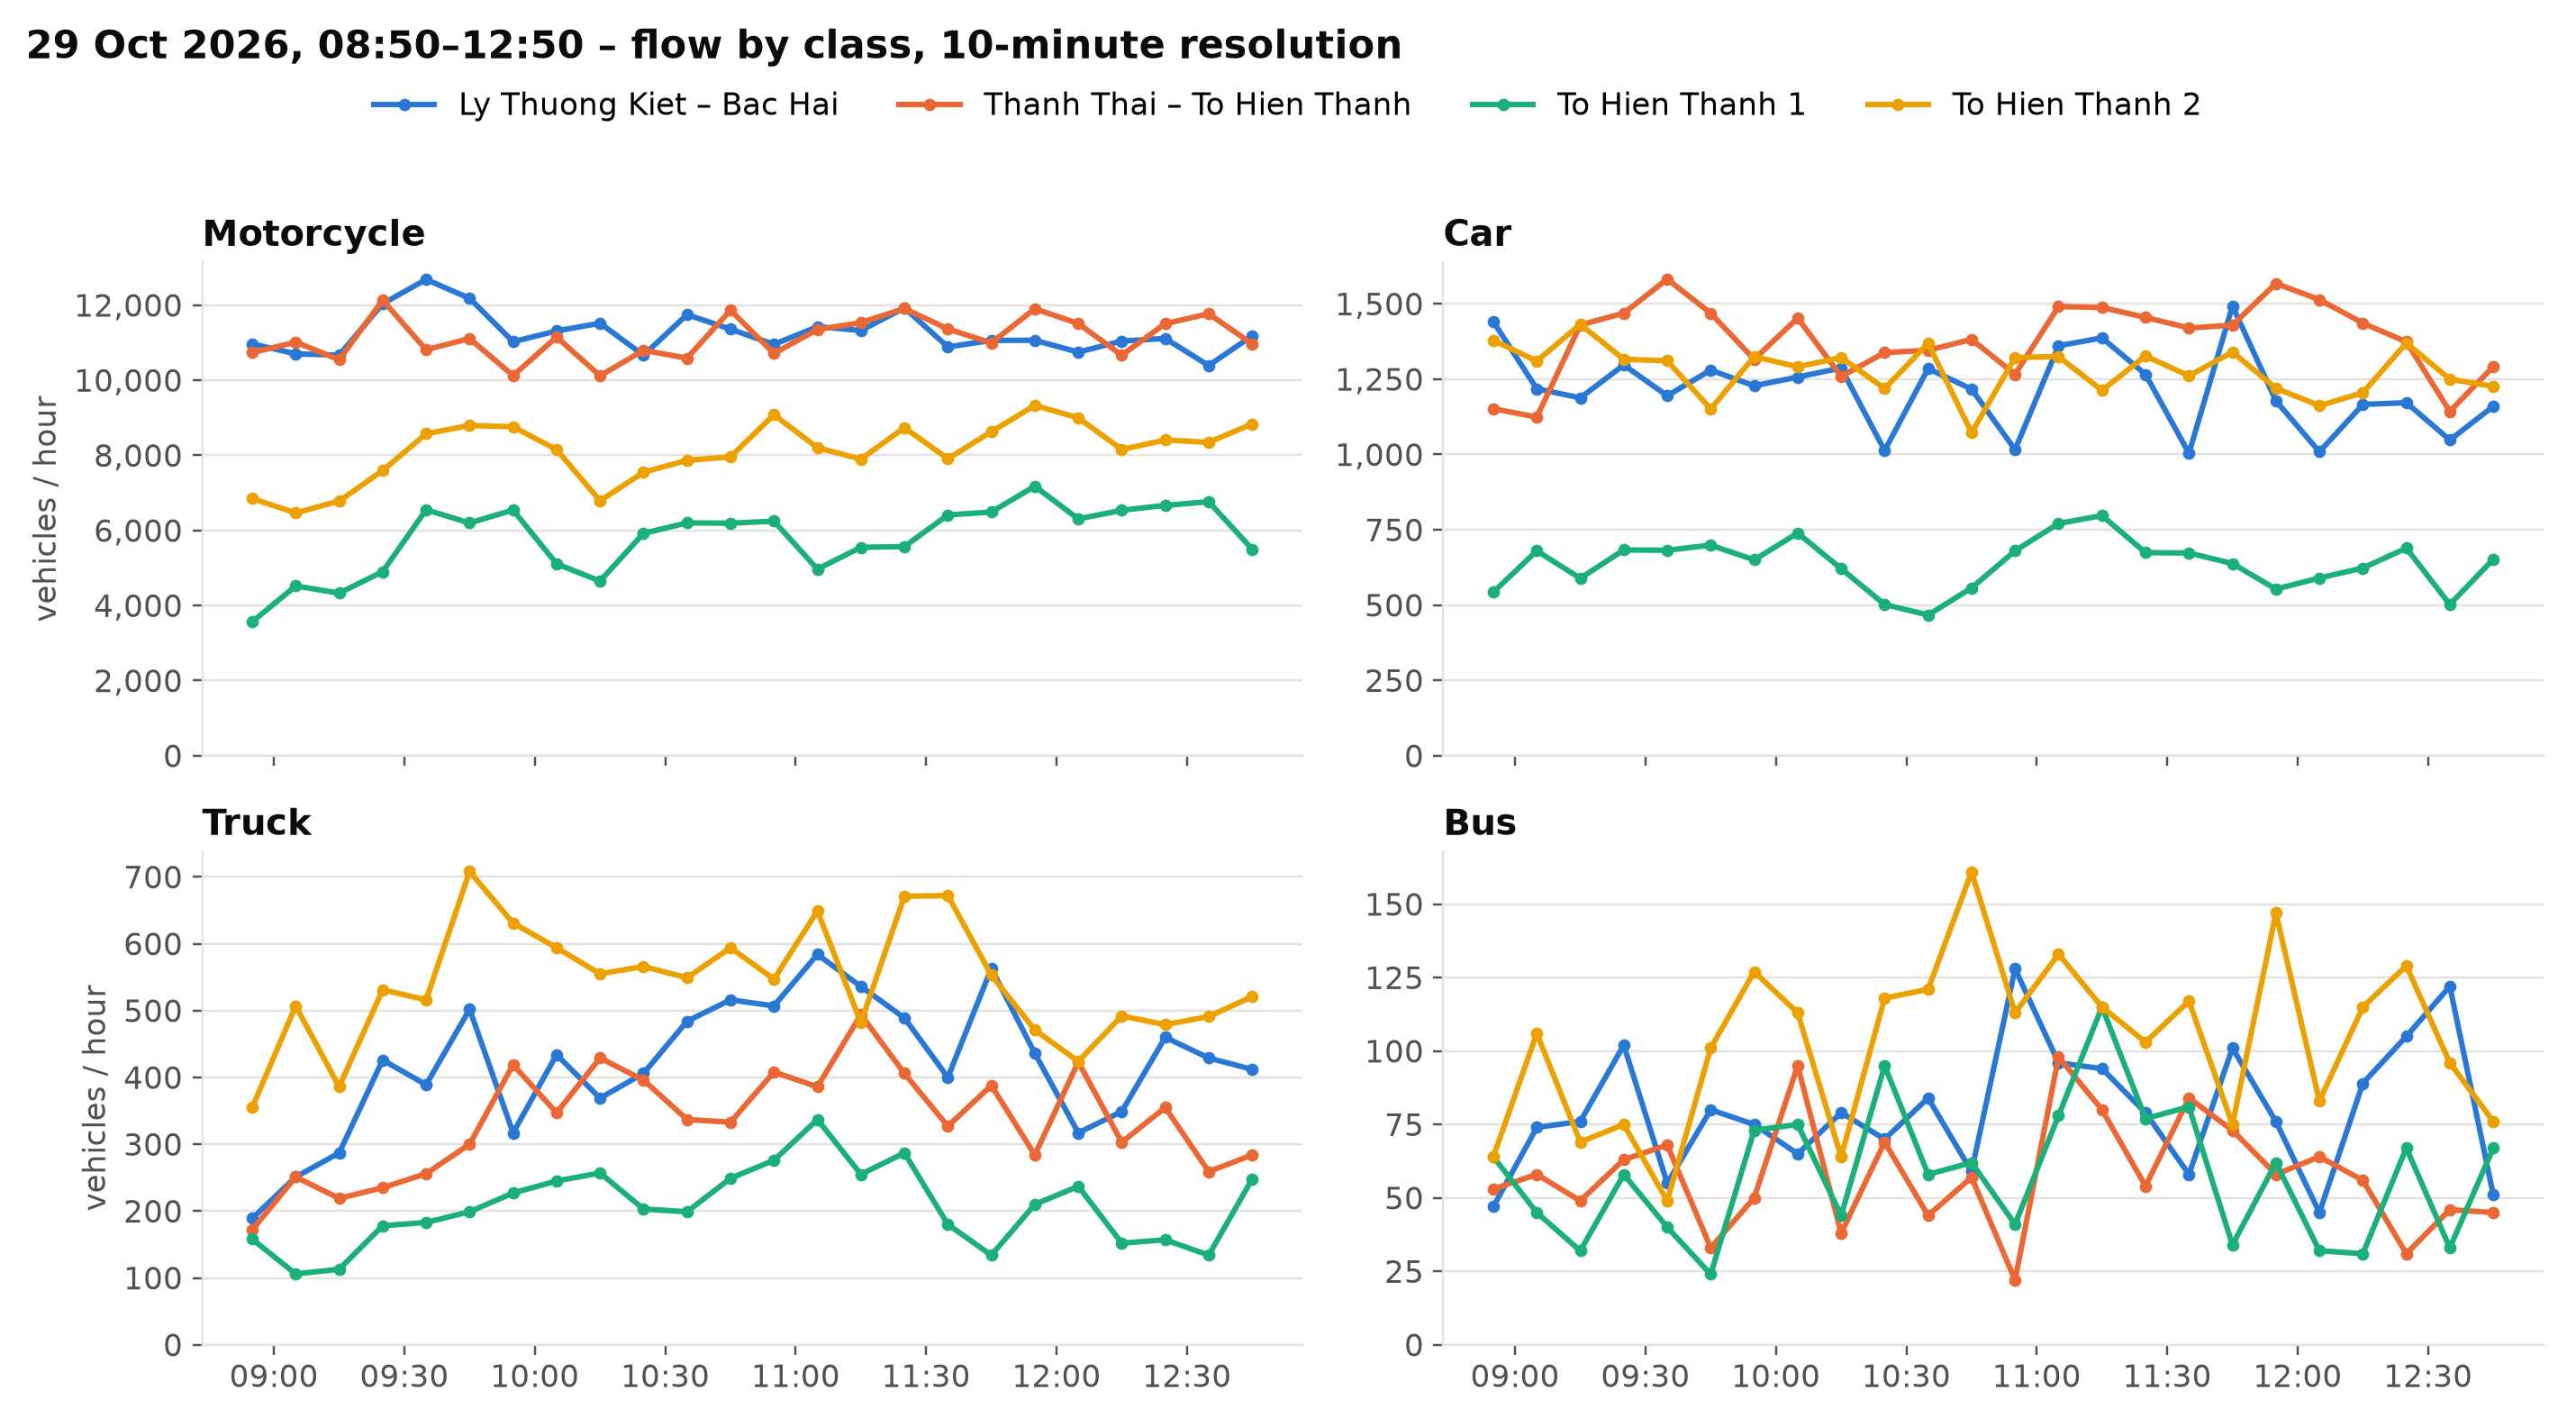 29 Oct 2026, 08:50–12:50 – flow by class, 10-minute resolution
Ly Thuong Kiet – Bac Hai
Thanh Thai – To Hien Thanh
To Hien Thanh 1
To Hien Thanh 2
Motorcycle
vehicles / hour
12,000
10,000
8,000
6,000
4,000
2,000
0
Car
1,500
1,250
1,000
750
500
250
0
Truck
vehicles / hour
700
600
500
400
300
200
100
0
09:00 09:30 10:00 10:30 11:00 11:30 12:00 12:30
Bus
150
125
100
75
50
25
0
09:00 09:30 10:00 10:30 11:00 11:30 12:00 12:30